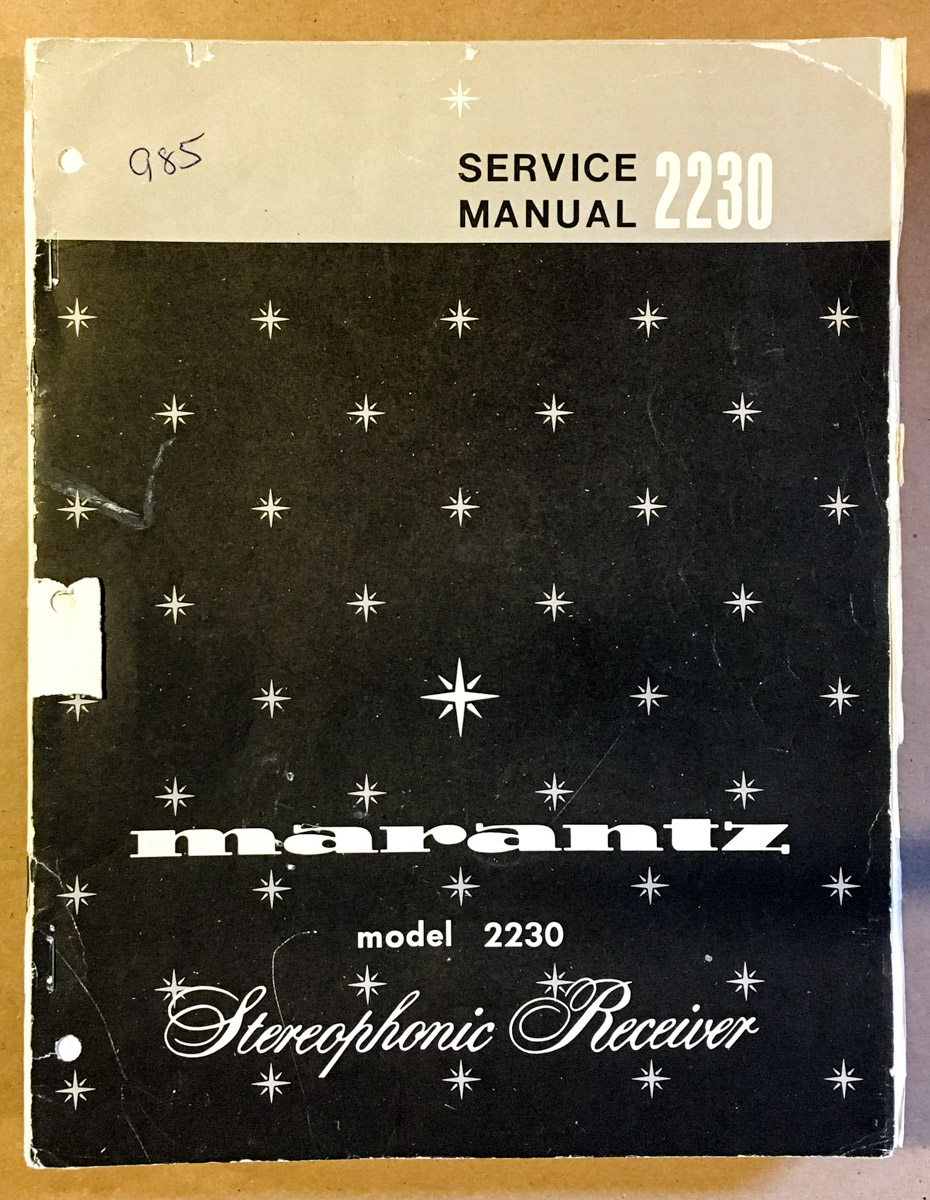 985
SERVICE
MANUAL 2230
marantz
model 2230
Stereophonic Receiver